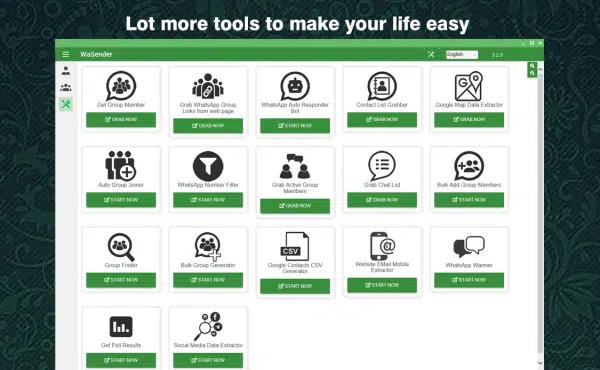 Lot more tools to make your life easy
WaSender
English
3.2.0
Get Group Member
GRAB NOW
Grab WhatsApp Group
Links from web page
GRAB NOW
WhatsApp Auto Responder
Bot
START NOW
Contact List Grabber
GRAB NOW
Google Map Data Extractor
GRAB NOW
Auto Group Joiner
START NOW
WhatsApp Number Filter
START NOW
Grab Active Group
Members
GRAB NOW
Grab Chat List
GRAB NOW
Bulk Add Group Members
START NOW
Group Finder
START NOW
Bulk Group Generator
START NOW
CSV
Google Contacts CSV
Generator
START NOW
Website EMail Mobile
Extractor
START NOW
WhatsApp Warmer
START NOW
Get Poll Results
START NOW
Social Media Data Extractor
START NOW